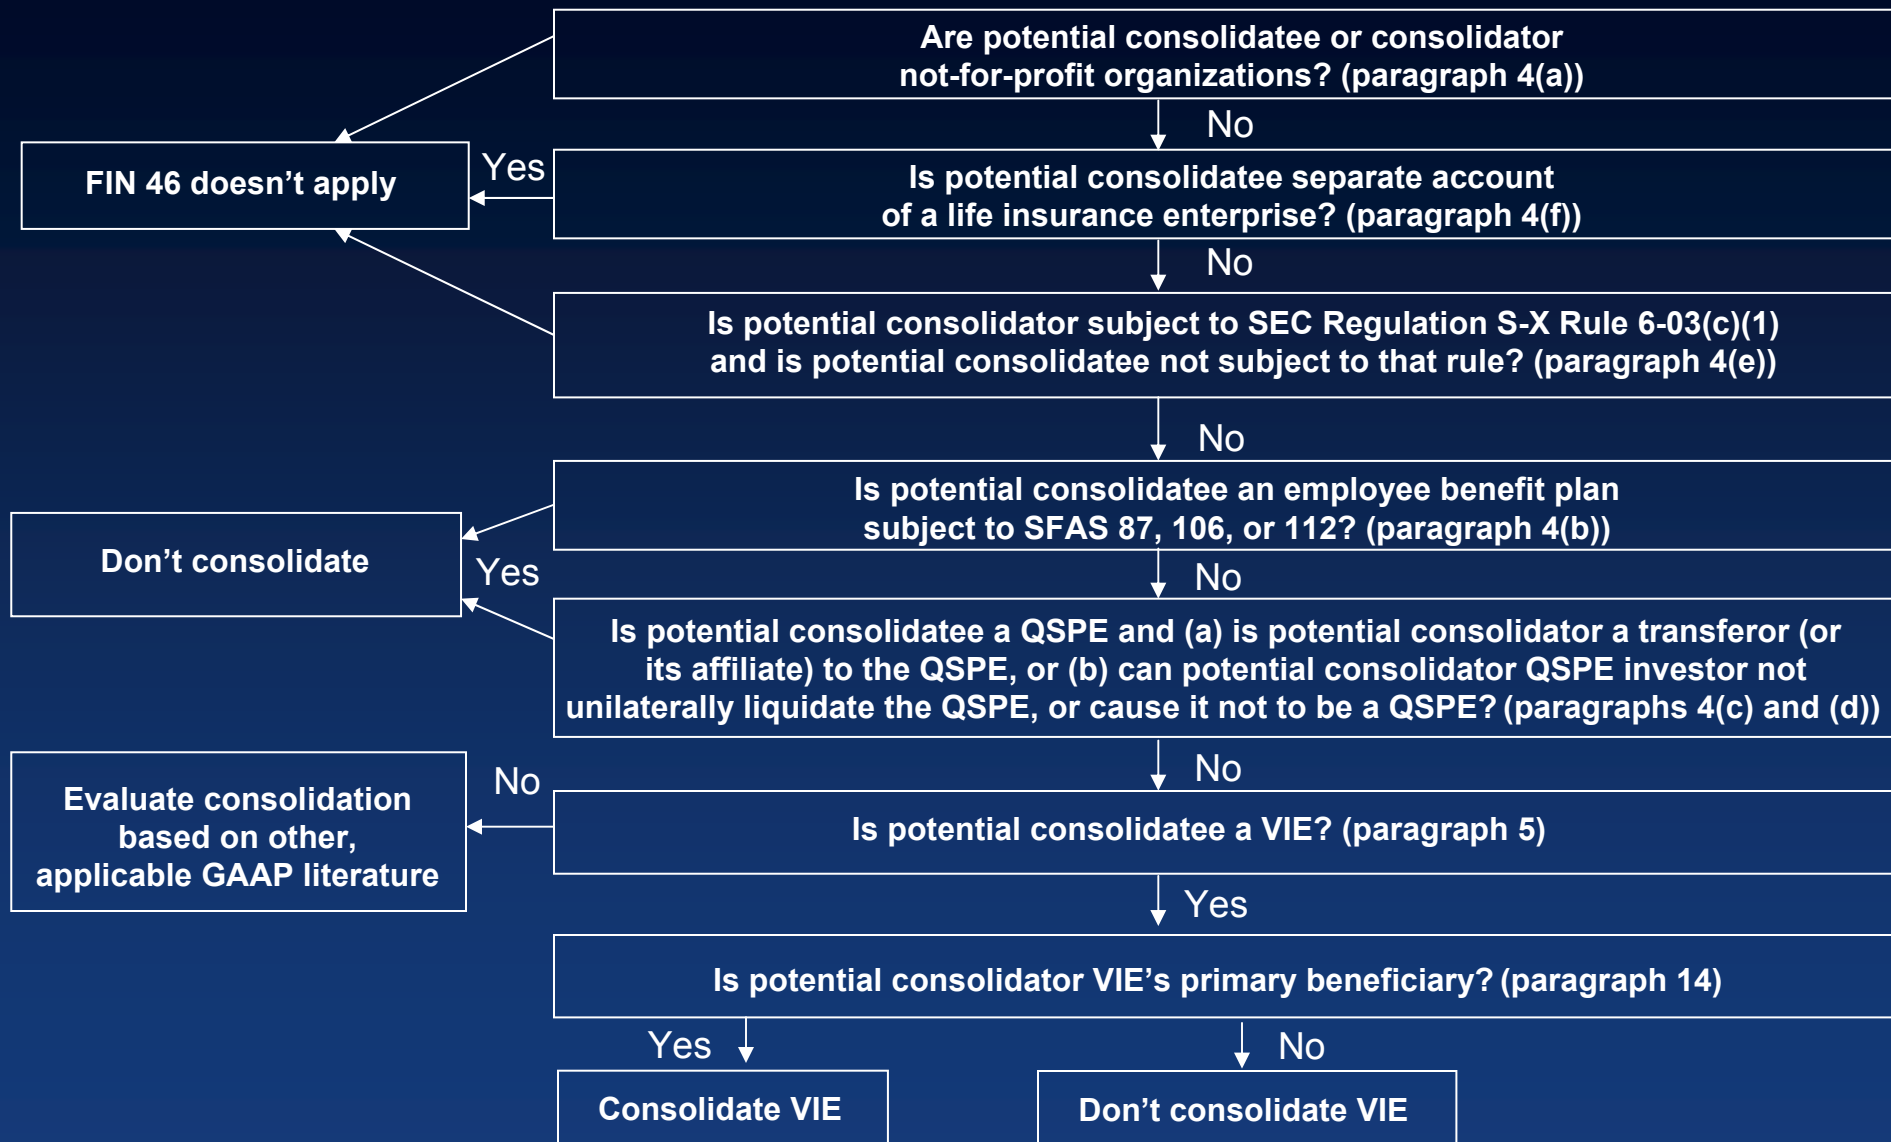 Are potential consolidatee or consolidator
not-for-profit organizations? (paragraph 4(a))
No
FIN 46 doesn’t apply
Yes
Is potential consolidatee separate account
of a life insurance enterprise? (paragraph 4(f))
No
Is potential consolidator subject to SEC Regulation S-X Rule 6-03(c)(1)
and is potential consolidatee not subject to that rule? (paragraph 4(e))
No
Is potential consolidatee an employee benefit plan
subject to SFAS 87, 106, or 112? (paragraph 4(b))
Don’t consolidate
Yes
No
Is potential consolidatee a QSPE and (a) is potential consolidator a transferor (or
its affiliate) to the QSPE, or (b) can potential consolidator QSPE investor not
unilaterally liquidate the QSPE, or cause it not to be a QSPE? (paragraphs 4(c) and (d))
No
Evaluate consolidation
based on other,
applicable GAAP literature
No
Is potential consolidatee a VIE? (paragraph 5)
Yes
Is potential consolidator VIE’s primary beneficiary? (paragraph 14)
Yes
No
Consolidate VIE
Don’t consolidate VIE